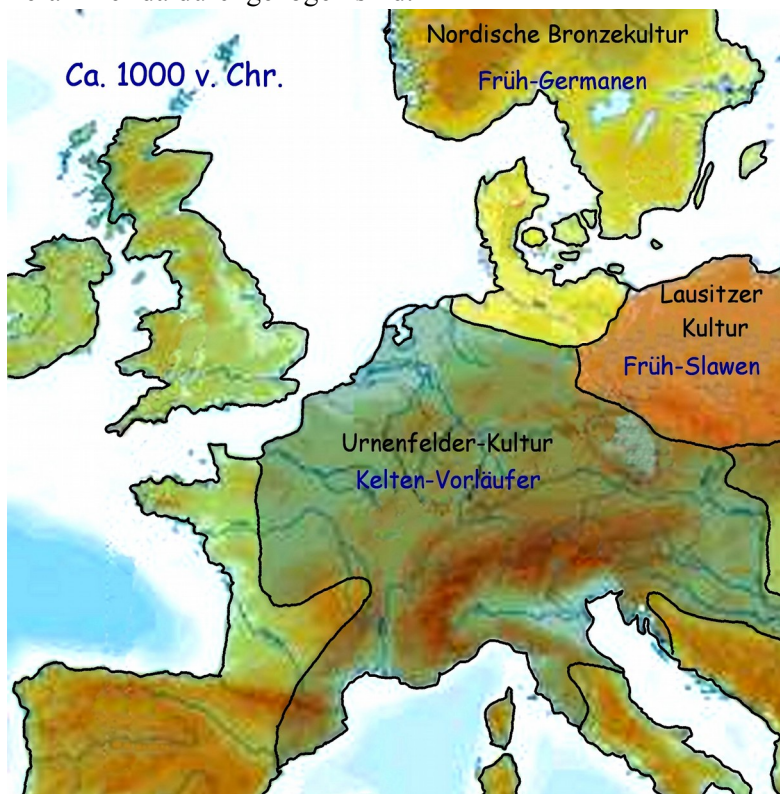 Nordische Bronzekultur
Ca. 1000 v. Chr.
Früh-Germanen
Lausitzer
Kultur
Früh-Slawen
Urnenfelder-Kultur
Kelten-Vorläufer